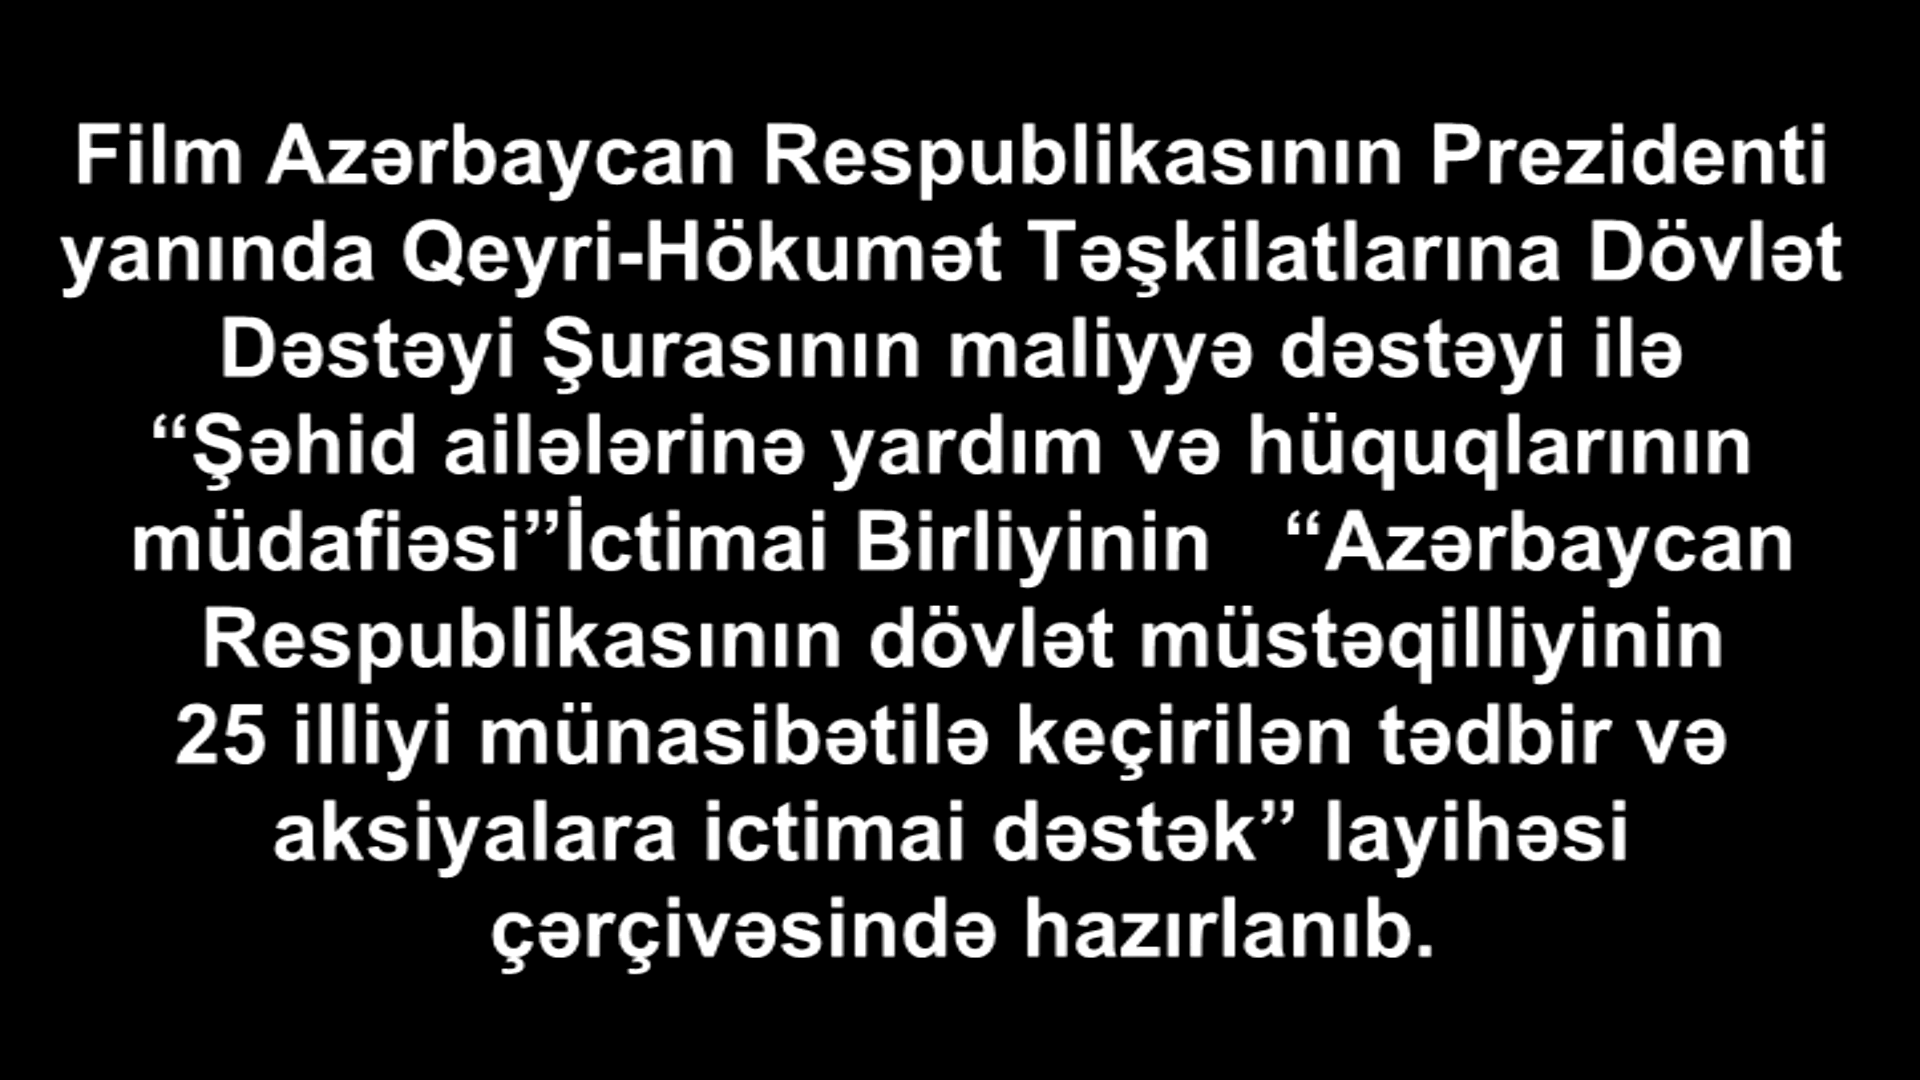 Film Azərbaycan Respublikasının Prezidenti
yanında Qeyri-Hökumət Təşkilatlarına Dövlət
Dəstəyi Şurasının maliyyə dəstəyi ilə
“Şəhid ailələrinə yardım və hüquqlarının
müdafiəsi”İctimai Birliyinin “Azərbaycan
Respublikasının dövlət müstəqilliyinin
25 illiyi münasibətilə keçirilən tədbir və
aksiyalara ictimai dəstək” layihəsi
çərçivəsində hazırlanıb.